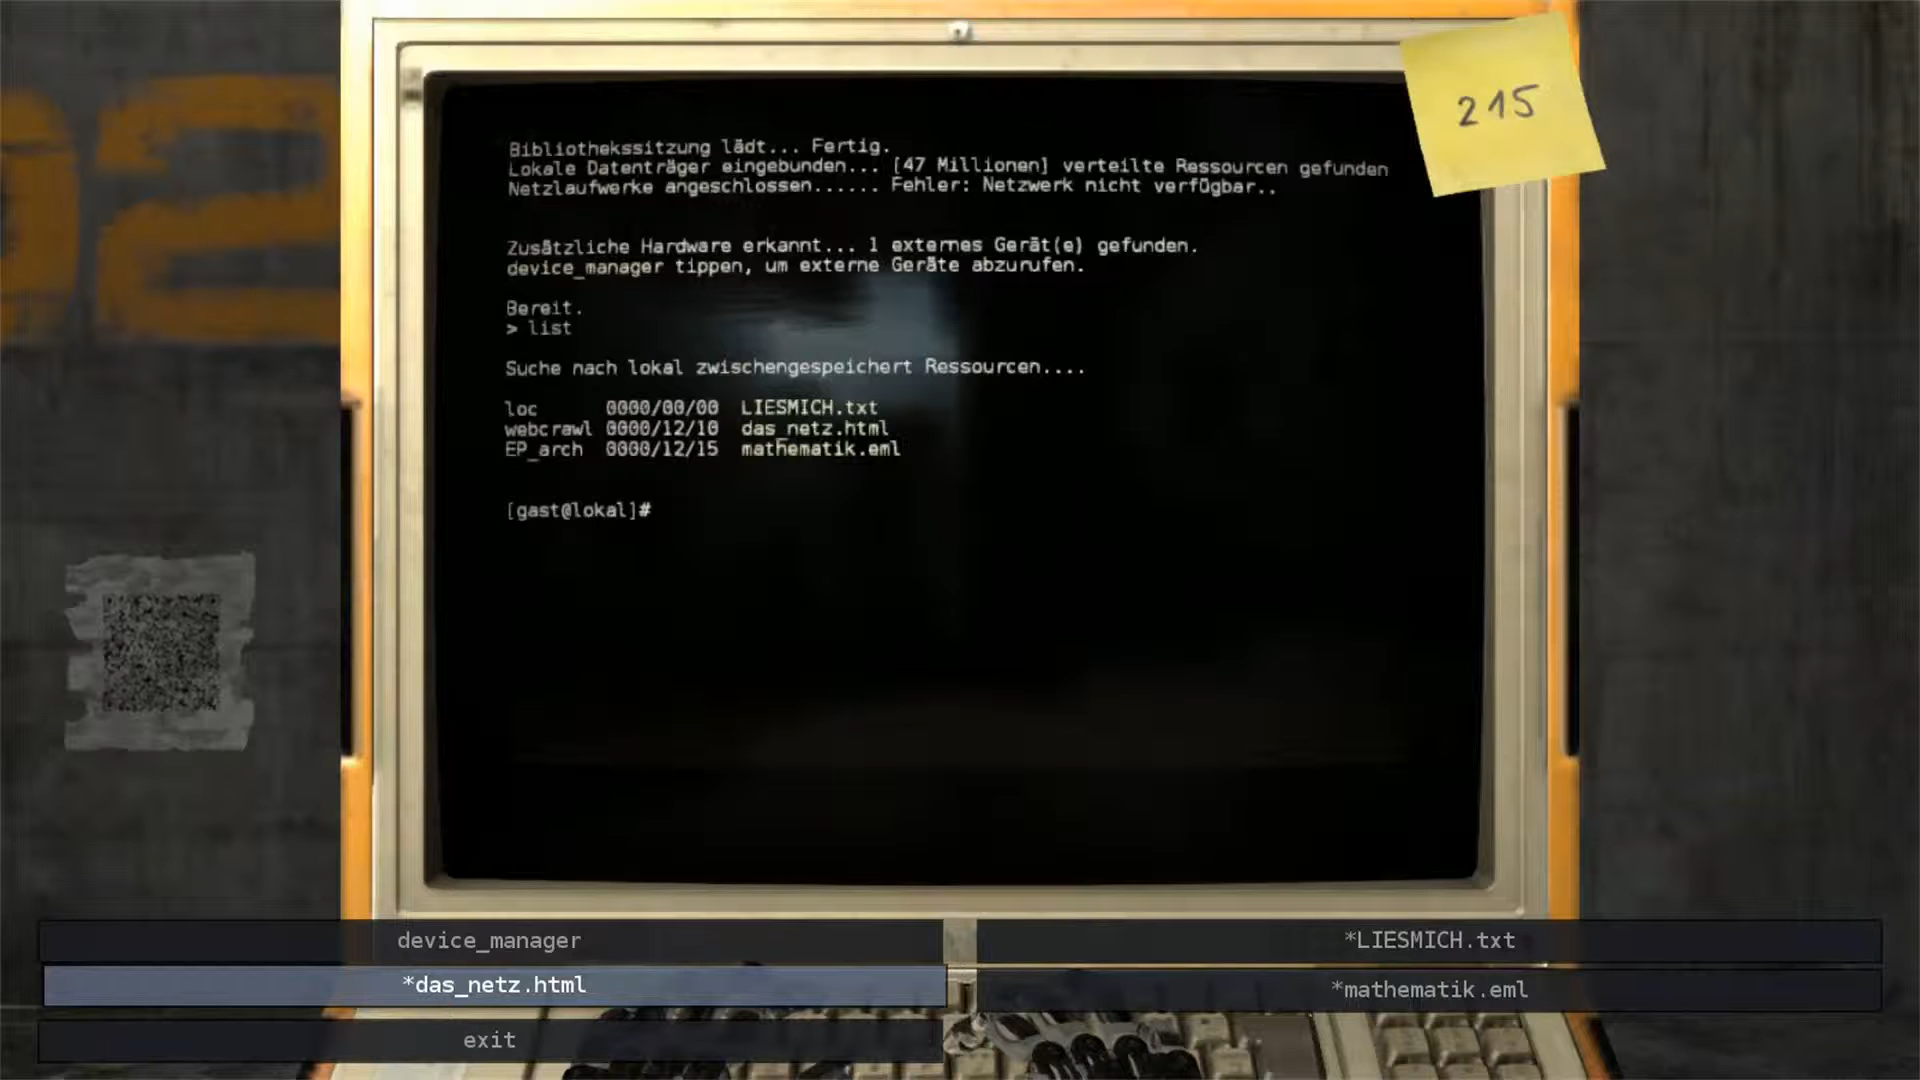 02
215
Bibliothekssitzung lädt... Fertig.
Lokale Datenträger eingebunden... [47 Millionen] verteilte Ressourcen gefunden
Netzlaufwerke angeschlossen...... Fehler: Netzwerk nicht verfügbar..
Zusätzliche Hardware erkannt... 1 externes Gerät(e) gefunden.
device_manager tippen, um externe Geräte abzurufen.
Bereit.
> list
Suche nach lokal zwischengespeichert Ressourcen....
loc 0000/00/00 LIESMICH.txt
webcrawl 0000/12/10 das_netz.html
EP_arch 0000/12/15 mathematik.eml
[gast@lokal]#
device_manager
*LIESMICH.txt
*das_netz.html
*mathematik.eml
exit